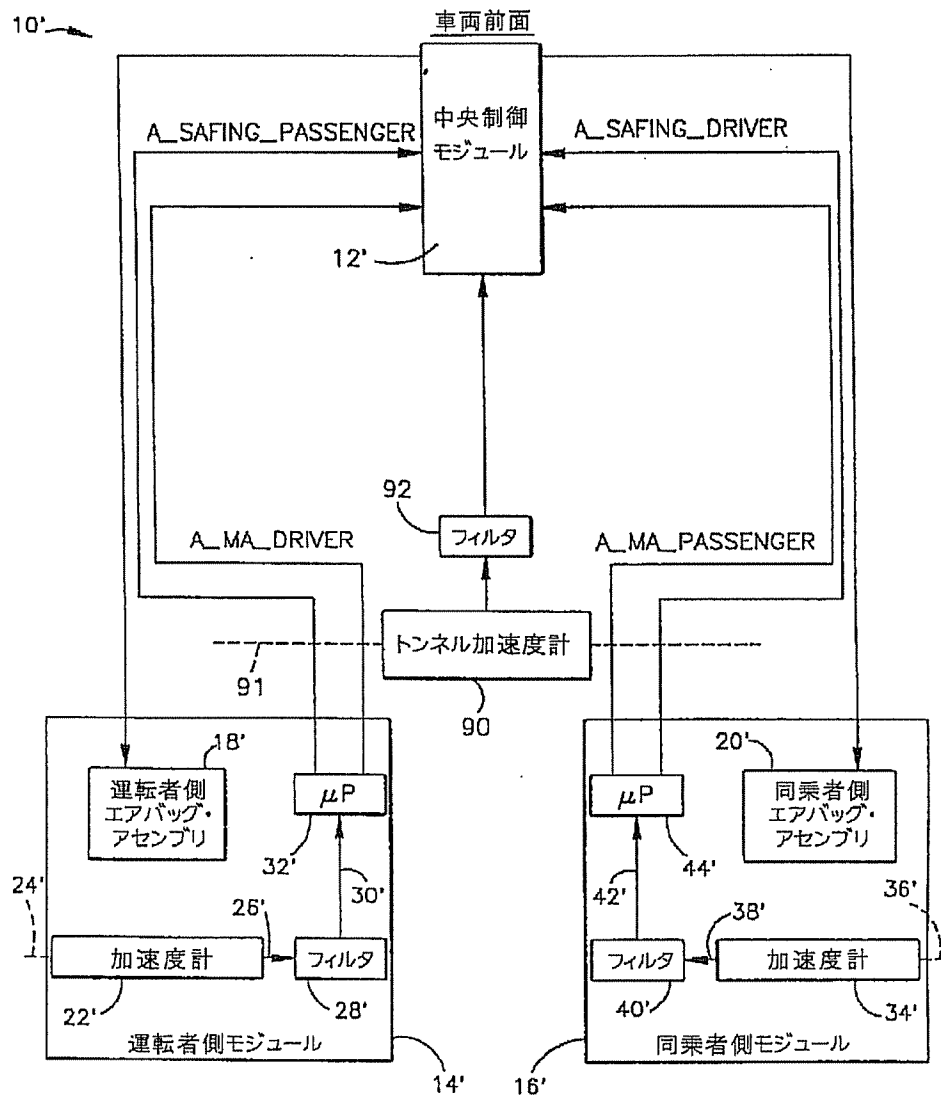 10'
車両前面
中央制御
モジュール
12'
A_SAFING_PASSENGER
A_SAFING_DRIVER
92
フィルタ
A_MA_DRIVER
A_MA_PASSENGER
トンネル加速度計
91
90
18'
運転者側
エアバッグ・
アセンブリ
μP
32'
30'
24'
26'
加速度計
フィルタ
22'
28'
運転者側モジュール
14'
20'
同乗者側
エアバッグ・
アセンブリ
μP
44'
42'
36'
38'
フィルタ
加速度計
40'
34'
同乗者側モジュール
16'